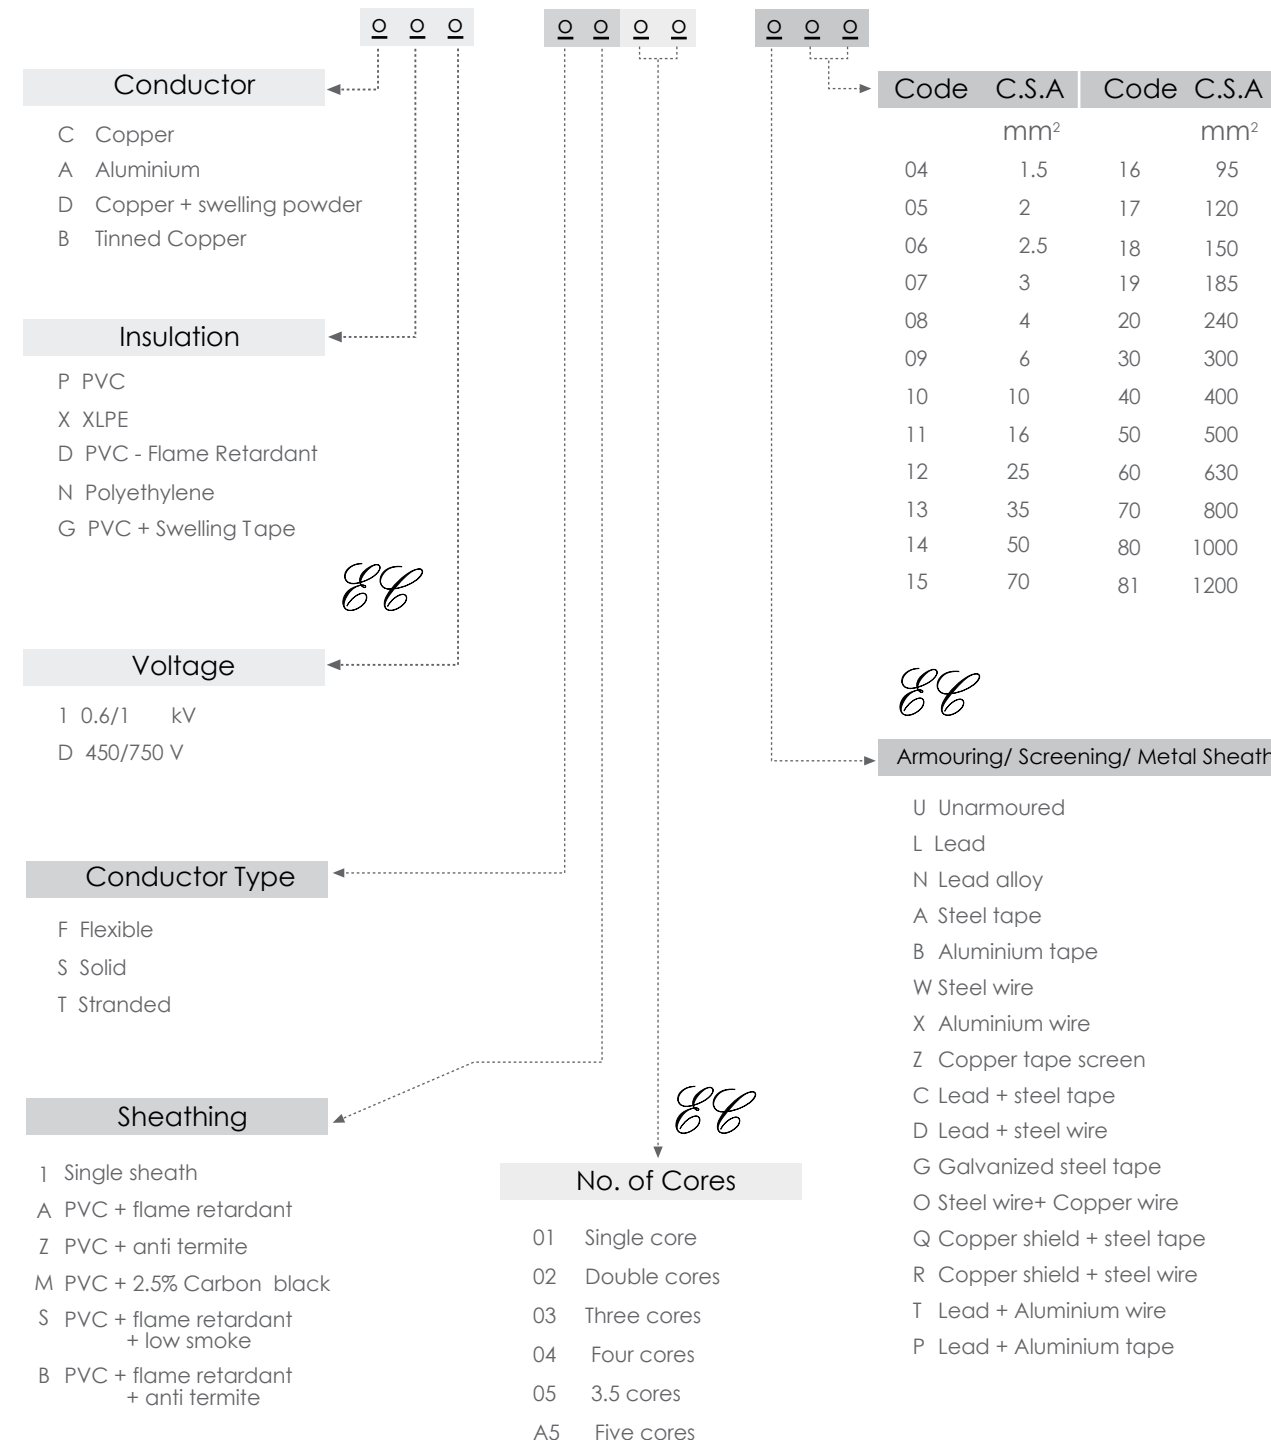 o o o o o o o o o o
Conductor
C Copper
A Aluminium
D Copper + swelling powder
B Tinned Copper
Insulation
P PVC
X XLPE
D PVC - Flame Retardant
N Polyethylene
G PVC + Swelling Tape
EC
Voltage
1 0.6/1 kV
D 450/750 V
Conductor Type
F Flexible
S Solid
T Stranded
Sheathing
1 Single sheath
A PVC + flame retardant
Z PVC + anti termite
M PVC + 2.5% Carbon black
S PVC + flame retardant
+ low smoke
B PVC + flame retardant
+ anti termite
EC
No. of Cores
01 Single core
02 Double cores
03 Three cores
04 Four cores
05 3.5 cores
A5 Five cores
Code C.S.A Code C.S.A
mm² mm²
04 1.5 16 95
05 2 17 120
06 2.5 18 150
07 3 19 185
08 4 20 240
09 6 30 300
10 10 40 400
11 16 50 500
12 25 60 630
13 35 70 800
14 50 80 1000
15 70 81 1200
EC
Armouring/ Screening/ Metal Sheath
U Unarmoured
L Lead
N Lead alloy
A Steel tape
B Aluminium tape
W Steel wire
X Aluminium wire
Z Copper tape screen
C Lead + steel tape
D Lead + steel wire
G Galvanized steel tape
O Steel wire+ Copper wire
Q Copper shield + steel tape
R Copper shield + steel wire
T Lead + Aluminium wire
P Lead + Aluminium tape